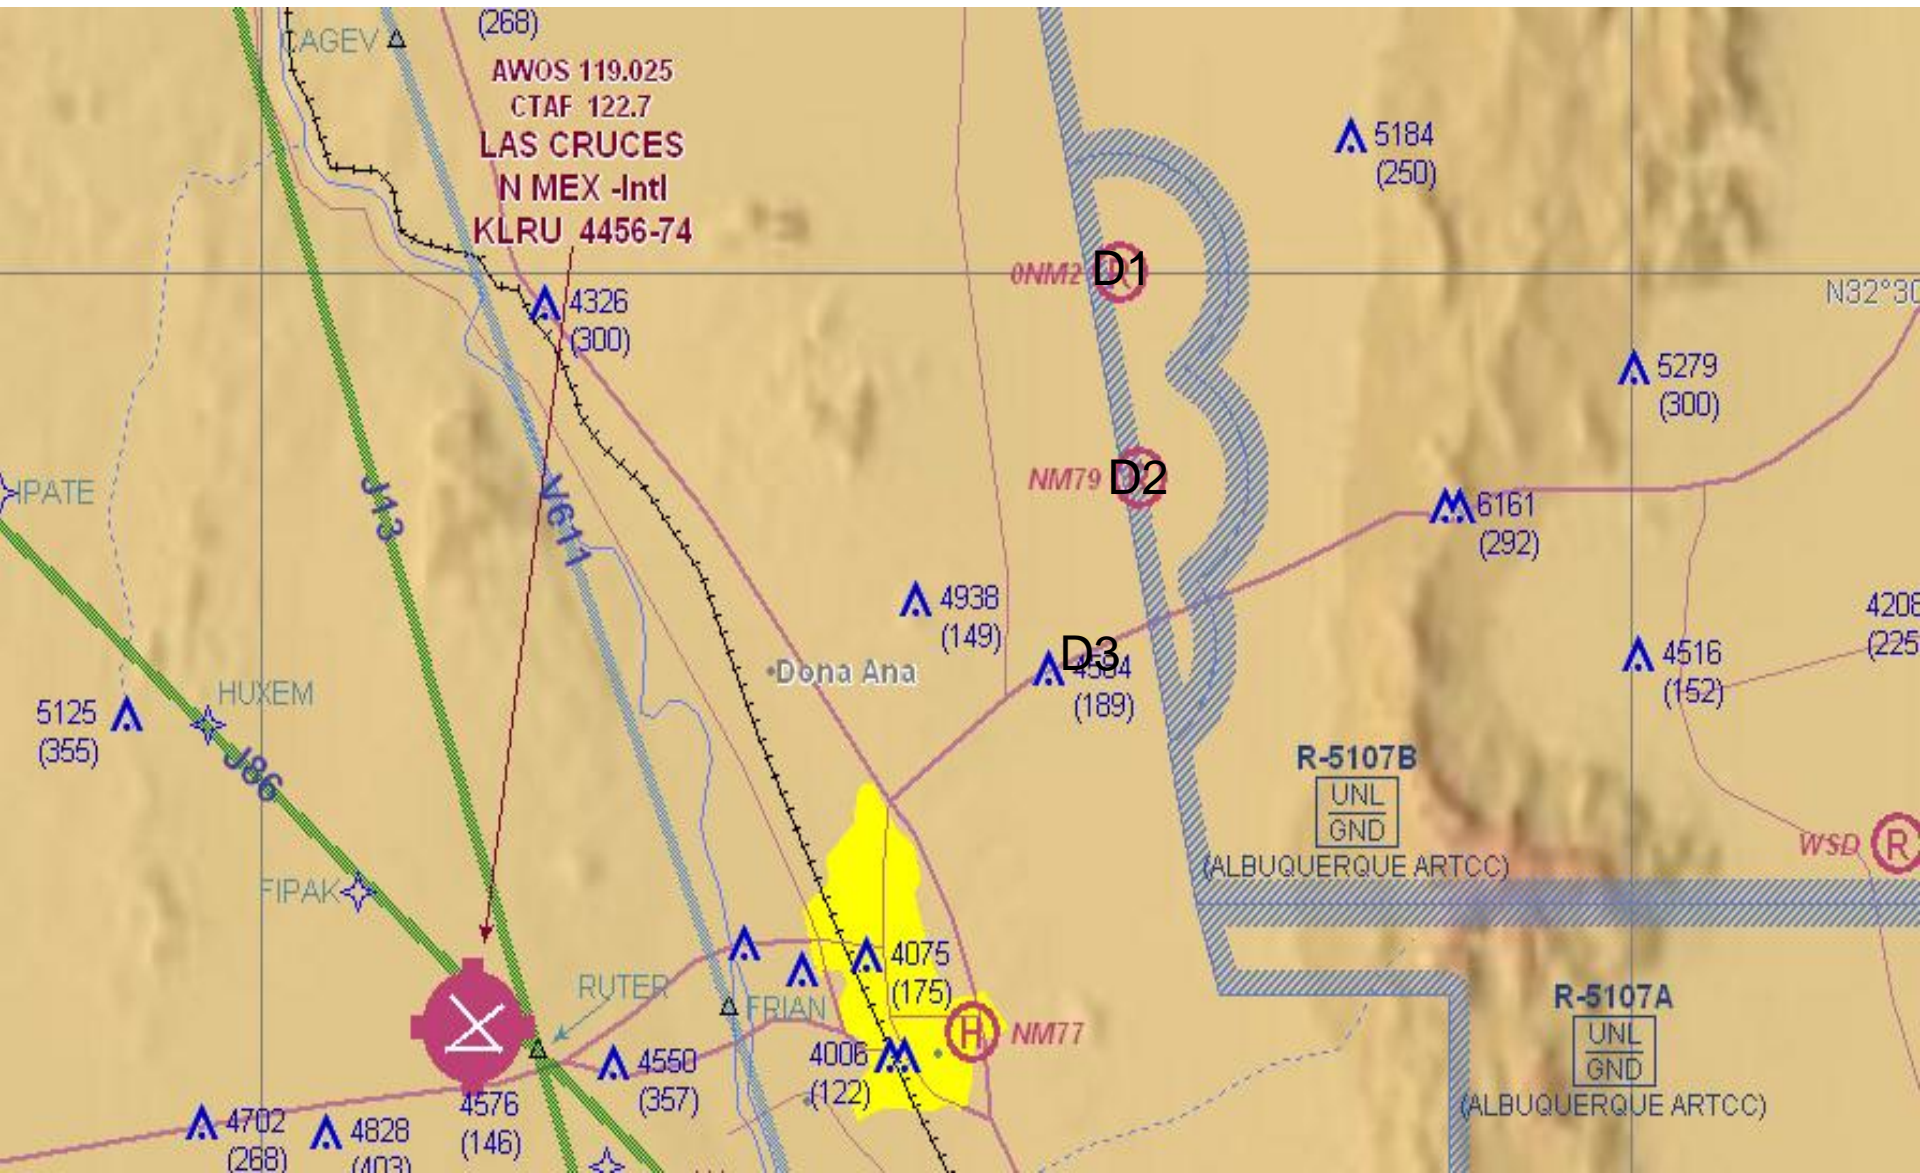 (268)
CAGEV
AWOS 119.025
CTAF 122.7
LAS CRUCES
N MEX -Intl
KLRU 4456-74
5184
(250)
0NM2
D1
N32°30
4326
(300)
5279
(300)
IPATE
J13
V611
NM79
D2
6161
(292)
4938
(149)
D3
(189)
Dona Ana
4208
(225
4516
(152)
HUXEM
5125
(355)
J86
R-5107B
UNL
GND
(ALBUQUERQUE ARTCC)
WSD R
FIPAK
4075
(175)
RUTER
FRIAN
H NM77
R-5107A
UNL
GND
(ALBUQUERQUE ARTCC)
4550
(357)
4006
(122)
4576
(146)
4702
(268)
4828
(403)